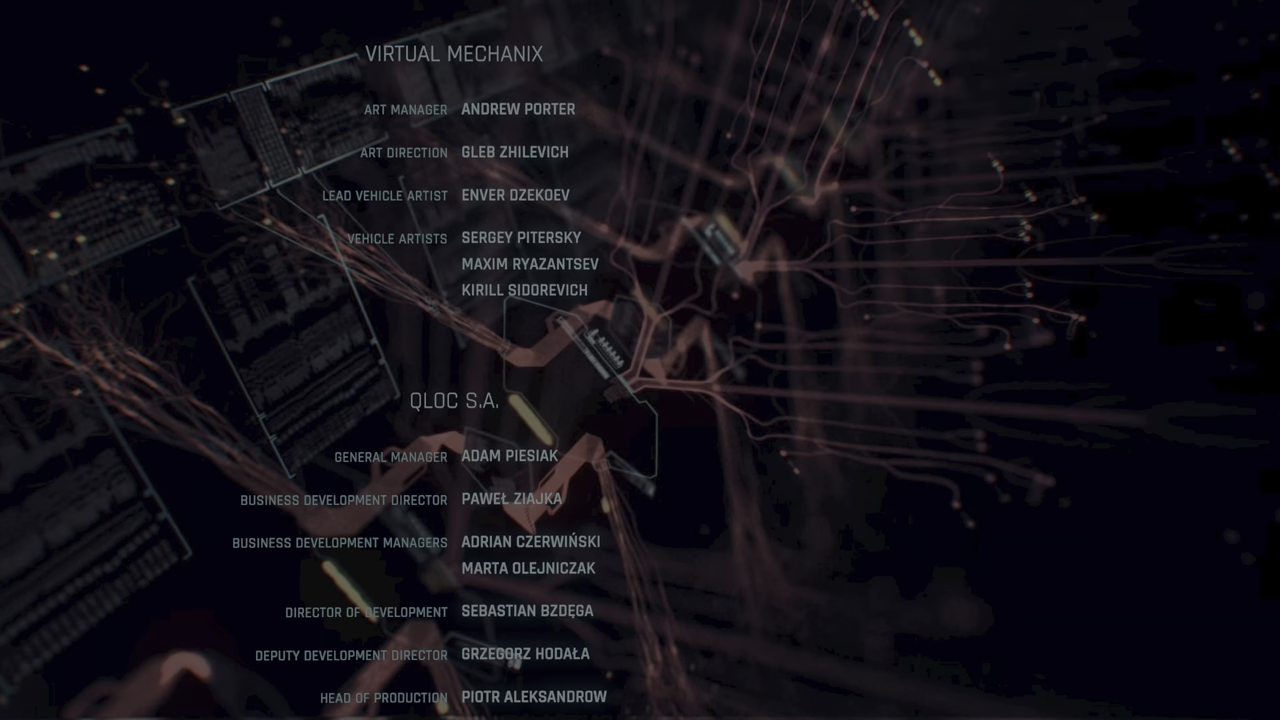 VIRTUAL MECHANIX
ART MANAGER ANDREW PORTER
ART DIRECTION GLEB ZHILEVICH
LEAD VEHICLE ARTIST ENVER DZEKOEV
VEHICLE ARTISTS SERGEY PITERSKY
MAXIM RYAZANTSEV
KIRILL SIDOREVICH
QLOC S.A.
GENERAL MANAGER ADAM PIESIAK
BUSINESS DEVELOPMENT DIRECTOR PAWEŁ ZIAJKA
BUSINESS DEVELOPMENT MANAGERS ADRIAN CZERWIŃSKI
MARTA OLEJNICZAK
DIRECTOR OF DEVELOPMENT SEBASTIAN BZDĘGA
DEPUTY DEVELOPMENT DIRECTOR GRZEGORZ HODAŁA
HEAD OF PRODUCTION PIOTR ALEKSANDROW